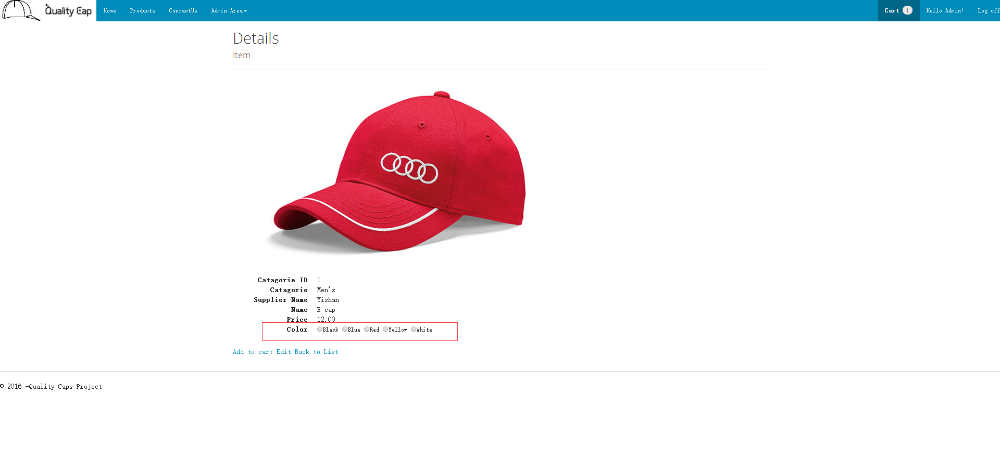 Quality Cap Home Products ContactUs Admin Area Cart 1 Hello Admin! Log off
Details
Item
Catagorie ID 1
Catagorie Men's
Supplier Name Yishan
Name E cap
Price 12.00
Color Black Blue Red Yellow White
Add to cart Edit Back to List
© 2016 -Quality Caps Project